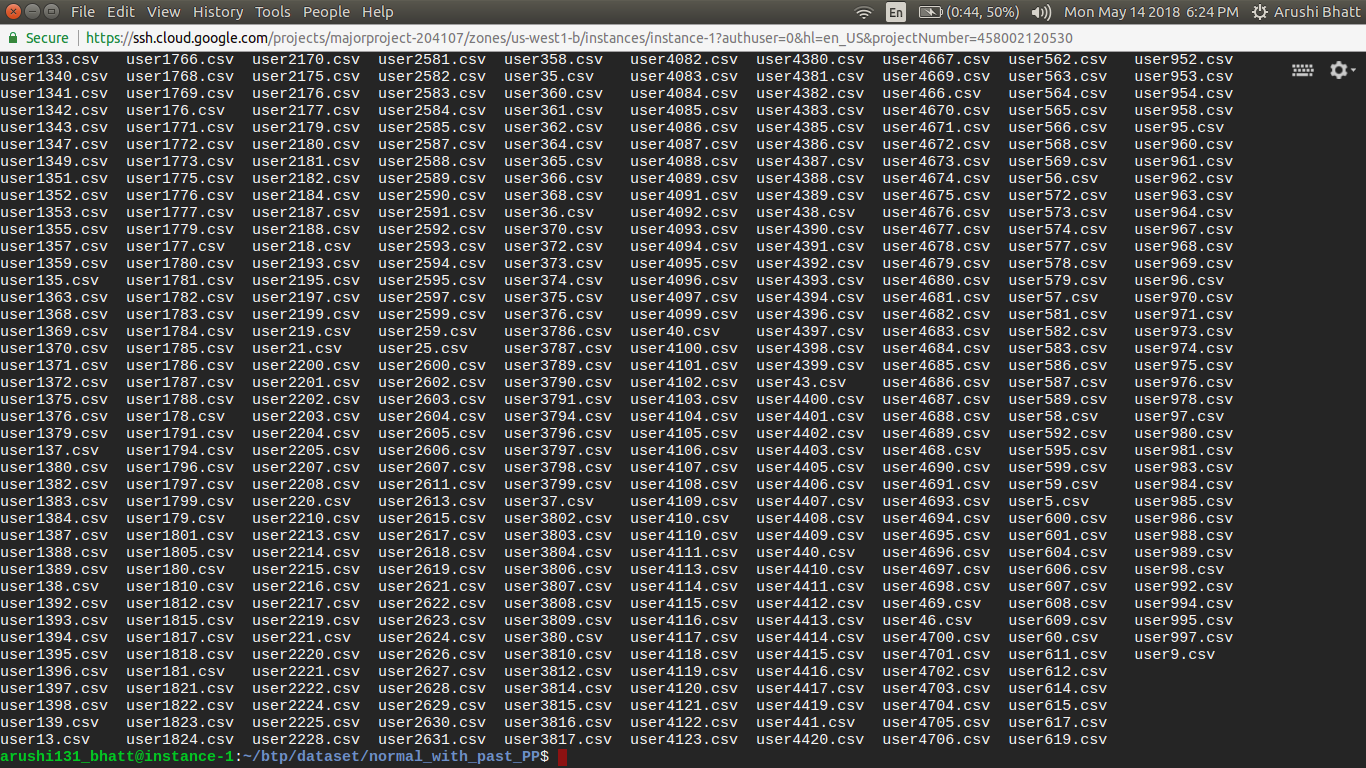 File Edit View History Tools People Help En (0:44, 50%) Mon May 14 2018 6:24 PM Arushi Bhatt
Secure https://ssh.cloud.google.com/projects/majorproject-204107/zones/us-west1-b/instances/instance-1?authuser=0&hl=en_US&projectNumber=458002120530
user133.csv user1766.csv user2170.csv user2581.csv user358.csv user4082.csv user4380.csv user4667.csv user562.csv user952.csv
user1340.csv user1768.csv user2175.csv user2582.csv user35.csv user4083.csv user4381.csv user4669.csv user563.csv user953.csv
user1341.csv user1769.csv user2176.csv user2583.csv user360.csv user4084.csv user4382.csv user466.csv user564.csv user954.csv
user1342.csv user176.csv user2177.csv user2584.csv user361.csv user4085.csv user4383.csv user4670.csv user565.csv user958.csv
user1343.csv user1771.csv user2179.csv user2585.csv user362.csv user4086.csv user4385.csv user4671.csv user566.csv user95.csv
user1347.csv user1772.csv user2180.csv user2587.csv user364.csv user4087.csv user4386.csv user4672.csv user568.csv user960.csv
user1349.csv user1773.csv user2181.csv user2588.csv user365.csv user4088.csv user4387.csv user4673.csv user569.csv user961.csv
user1351.csv user1775.csv user2182.csv user2589.csv user366.csv user4089.csv user4388.csv user4674.csv user56.csv user962.csv
user1352.csv user1776.csv user2184.csv user2590.csv user368.csv user4091.csv user4389.csv user4675.csv user572.csv user963.csv
user1353.csv user1777.csv user2187.csv user2591.csv user36.csv user4092.csv user438.csv user4676.csv user573.csv user964.csv
user1355.csv user1779.csv user2188.csv user2592.csv user370.csv user4093.csv user4390.csv user4677.csv user574.csv user967.csv
user1357.csv user177.csv user218.csv user2593.csv user372.csv user4094.csv user4391.csv user4678.csv user577.csv user968.csv
user1359.csv user1780.csv user2193.csv user2594.csv user373.csv user4095.csv user4392.csv user4679.csv user578.csv user969.csv
user135.csv user1781.csv user2195.csv user2595.csv user374.csv user4096.csv user4393.csv user4680.csv user579.csv user96.csv
user1363.csv user1782.csv user2197.csv user2597.csv user375.csv user4097.csv user4394.csv user4681.csv user57.csv user970.csv
user1368.csv user1783.csv user2199.csv user2599.csv user376.csv user4099.csv user4396.csv user4682.csv user581.csv user971.csv
user1369.csv user1784.csv user219.csv user259.csv user3786.csv user40.csv user4397.csv user4683.csv user582.csv user973.csv
user1370.csv user1785.csv user21.csv user25.csv user3787.csv user4100.csv user4398.csv user4684.csv user583.csv user974.csv
user1371.csv user1786.csv user2200.csv user2600.csv user3789.csv user4101.csv user4399.csv user4685.csv user586.csv user975.csv
user1372.csv user1787.csv user2201.csv user2602.csv user3790.csv user4102.csv user43.csv user4686.csv user587.csv user976.csv
user1375.csv user1788.csv user2202.csv user2603.csv user3791.csv user4103.csv user4400.csv user4687.csv user589.csv user978.csv
user1376.csv user178.csv user2203.csv user2604.csv user3794.csv user4104.csv user4401.csv user4688.csv user58.csv user97.csv
user1379.csv user1791.csv user2204.csv user2605.csv user3796.csv user4105.csv user4402.csv user4689.csv user592.csv user980.csv
user137.csv user1794.csv user2205.csv user2606.csv user3797.csv user4106.csv user4403.csv user468.csv user595.csv user981.csv
user1380.csv user1796.csv user2207.csv user2607.csv user3798.csv user4107.csv user4405.csv user4690.csv user599.csv user983.csv
user1382.csv user1797.csv user2208.csv user2611.csv user3799.csv user4108.csv user4406.csv user4691.csv user59.csv user984.csv
user1383.csv user1799.csv user220.csv user2613.csv user37.csv user4109.csv user4407.csv user4693.csv user5.csv user985.csv
user1384.csv user179.csv user2210.csv user2615.csv user3802.csv user410.csv user4408.csv user4694.csv user600.csv user986.csv
user1387.csv user1801.csv user2213.csv user2617.csv user3803.csv user4110.csv user4409.csv user4695.csv user601.csv user988.csv
user1388.csv user1805.csv user2214.csv user2618.csv user3804.csv user4111.csv user440.csv user4696.csv user604.csv user989.csv
user1389.csv user180.csv user2215.csv user2619.csv user3806.csv user4113.csv user4410.csv user4697.csv user606.csv user98.csv
user138.csv user1810.csv user2216.csv user2621.csv user3807.csv user4114.csv user4411.csv user4698.csv user607.csv user992.csv
user1392.csv user1812.csv user2217.csv user2622.csv user3808.csv user4115.csv user4412.csv user469.csv user608.csv user994.csv
user1393.csv user1815.csv user2219.csv user2623.csv user3809.csv user4116.csv user4413.csv user46.csv user609.csv user995.csv
user1394.csv user1817.csv user221.csv user2624.csv user380.csv user4117.csv user4414.csv user4700.csv user60.csv user997.csv
user1395.csv user1818.csv user2220.csv user2626.csv user3810.csv user4118.csv user4415.csv user4701.csv user611.csv user9.csv
user1396.csv user181.csv user2221.csv user2627.csv user3812.csv user4119.csv user4416.csv user4702.csv user612.csv
user1397.csv user1821.csv user2222.csv user2628.csv user3814.csv user4120.csv user4417.csv user4703.csv user614.csv
user1398.csv user1822.csv user2224.csv user2629.csv user3815.csv user4121.csv user4419.csv user4704.csv user615.csv
user139.csv user1823.csv user2225.csv user2630.csv user3816.csv user4122.csv user441.csv user4705.csv user617.csv
user13.csv user1824.csv user2228.csv user2631.csv user3817.csv user4123.csv user4420.csv user4706.csv user619.csv
arushi131_bhatt@instance-1:~/btp/dataset/normal_with_past_PP$